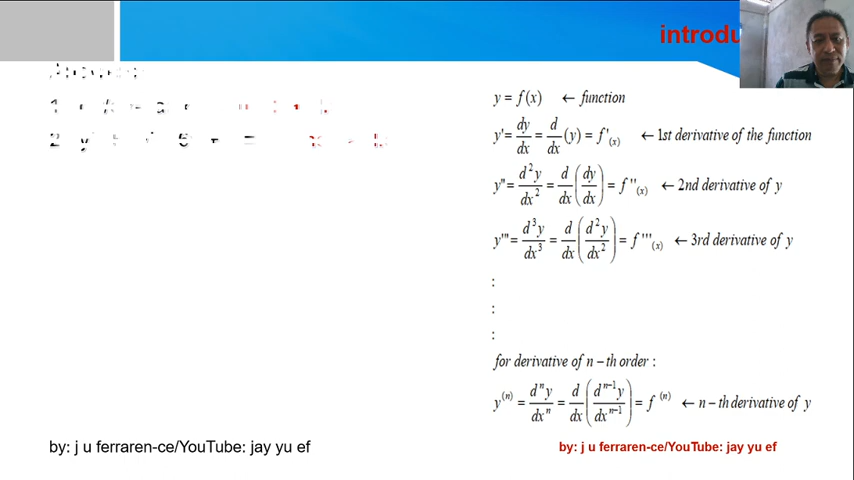 introdu
y = f(x) ← function
y' = dy/dx = d/dx (y) = f'(x) ← 1st derivative of the function
y'' = d²y/dx² = d/dx (dy/dx) = f''(x) ← 2nd derivative of y
y''' = d³y/dx³ = d/dx (d²y/dx²) = f'''(x) ← 3rd derivative of y
:
:
:
for derivative of n – th order :
y⁽ⁿ⁾ = dⁿy/dxⁿ = d/dx (dⁿ⁻¹y/dxⁿ⁻¹) = f ⁽ⁿ⁾ ← n – th derivative of y
by: j u ferraren-ce/YouTube: jay yu ef
by: j u ferraren-ce/YouTube: jay yu ef